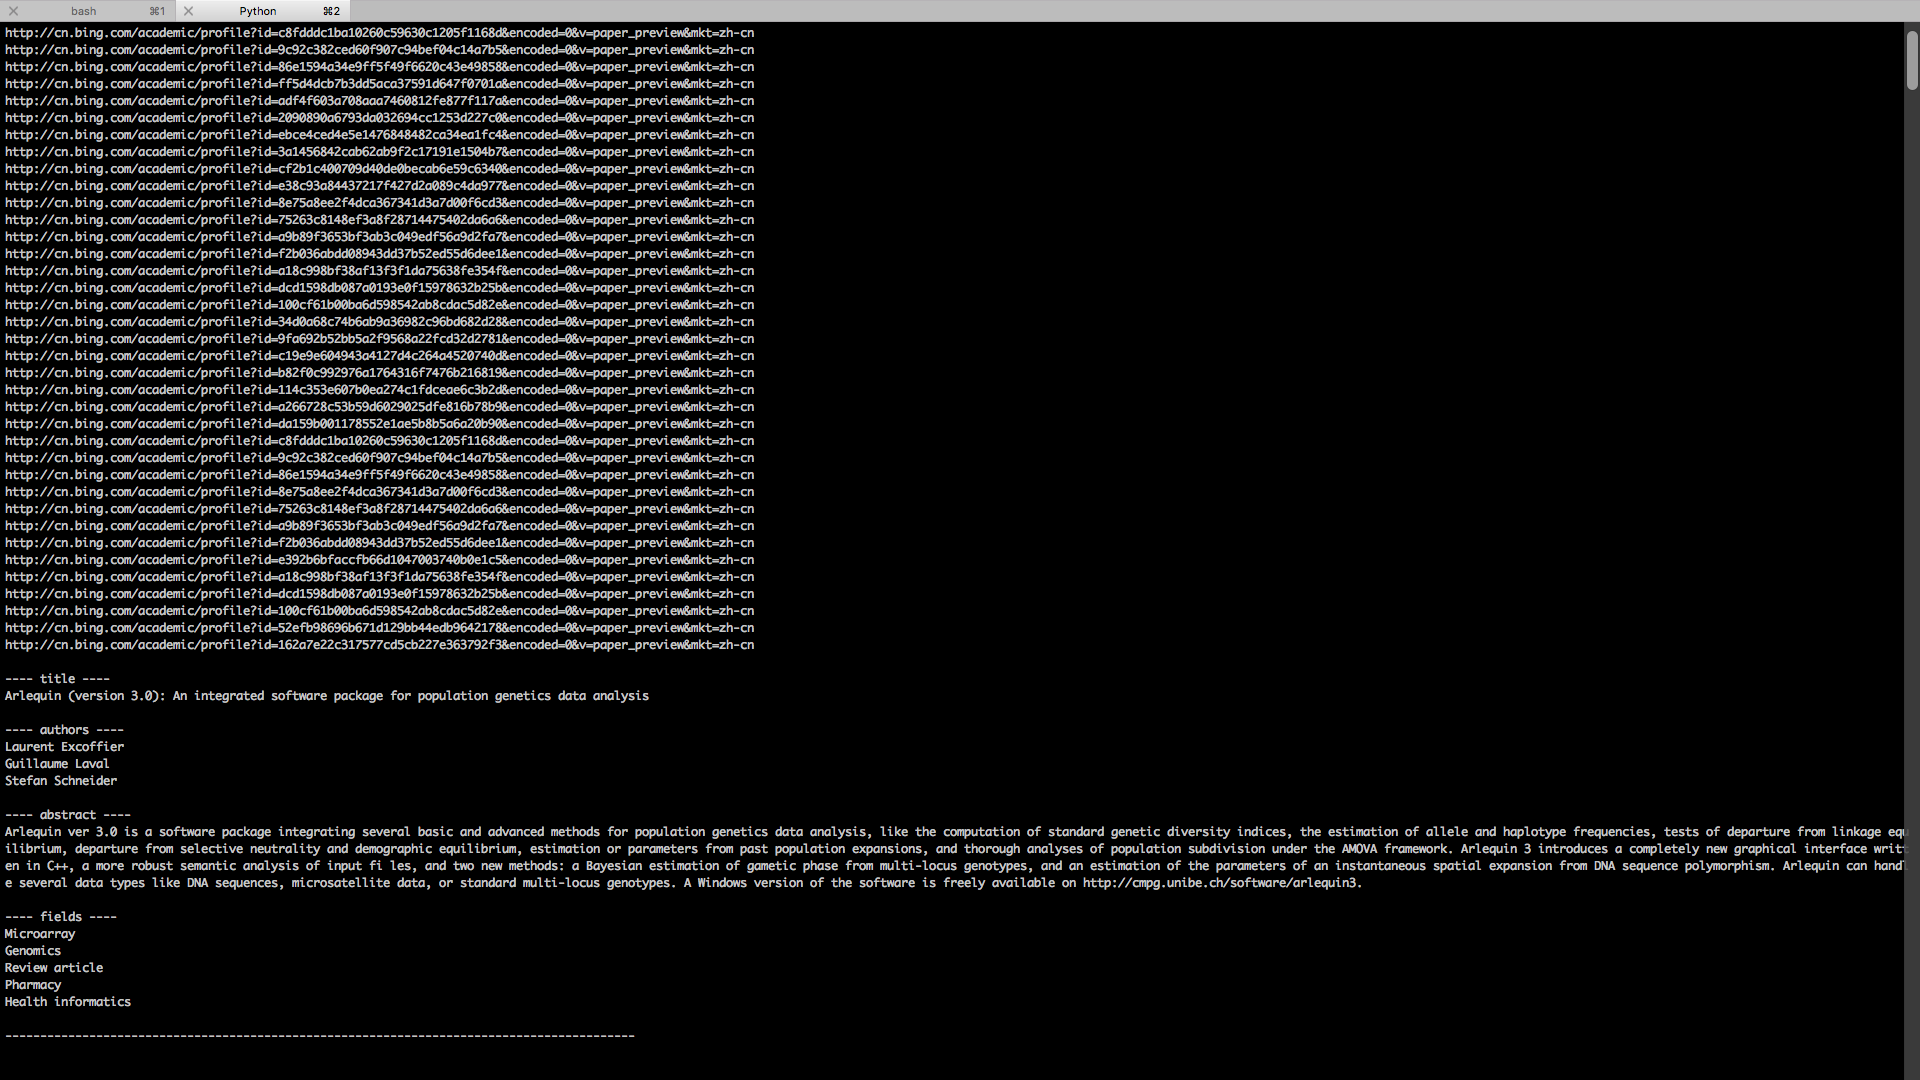 bash ⌘1 Python ⌘2
http://cn.bing.com/academic/profile?id=c8fdddc1ba10260c59630c1205f1168d&encoded=0&v=paper_preview&mkt=zh-cn
http://cn.bing.com/academic/profile?id=9c92c382ced60f907c94bef04c14a7b5&encoded=0&v=paper_preview&mkt=zh-cn
http://cn.bing.com/academic/profile?id=86e1594a34e9ff5f49f6620c43e49858&encoded=0&v=paper_preview&mkt=zh-cn
http://cn.bing.com/academic/profile?id=ff5d4dcb7b3dd5aca37591d647f0701a&encoded=0&v=paper_preview&mkt=zh-cn
http://cn.bing.com/academic/profile?id=adf4f603a708aaa7460812fe877f117a&encoded=0&v=paper_preview&mkt=zh-cn
http://cn.bing.com/academic/profile?id=2090890a6793da032694cc1253d227c0&encoded=0&v=paper_preview&mkt=zh-cn
http://cn.bing.com/academic/profile?id=ebce4ced4e5e1476848482ca34ea1fc4&encoded=0&v=paper_preview&mkt=zh-cn
http://cn.bing.com/academic/profile?id=3a1456842cab62ab9f2c17191e1504b7&encoded=0&v=paper_preview&mkt=zh-cn
http://cn.bing.com/academic/profile?id=cf2b1c400709d40de0becab6e59c6340&encoded=0&v=paper_preview&mkt=zh-cn
http://cn.bing.com/academic/profile?id=e38c93a84437217f427d2a089c4da977&encoded=0&v=paper_preview&mkt=zh-cn
http://cn.bing.com/academic/profile?id=8e75a8ee2f4dca367341d3a7d00f6cd3&encoded=0&v=paper_preview&mkt=zh-cn
http://cn.bing.com/academic/profile?id=75263c8148ef3a8f28714475402da6a6&encoded=0&v=paper_preview&mkt=zh-cn
http://cn.bing.com/academic/profile?id=a9b89f3653bf3ab3c049edf56a9d2fa7&encoded=0&v=paper_preview&mkt=zh-cn
http://cn.bing.com/academic/profile?id=f2b036abdd08943dd37b52ed55d6dee1&encoded=0&v=paper_preview&mkt=zh-cn
http://cn.bing.com/academic/profile?id=a18c998bf38af13f3f1da75638fe354f&encoded=0&v=paper_preview&mkt=zh-cn
http://cn.bing.com/academic/profile?id=dcd1598db087a0193e0f15978632b25b&encoded=0&v=paper_preview&mkt=zh-cn
http://cn.bing.com/academic/profile?id=100cf61b00ba6d598542ab8cdac5d82e&encoded=0&v=paper_preview&mkt=zh-cn
http://cn.bing.com/academic/profile?id=34d0a68c74b6ab9a36982c96bd682d28&encoded=0&v=paper_preview&mkt=zh-cn
http://cn.bing.com/academic/profile?id=9fa692b52bb5a2f9568a22fcd32d2781&encoded=0&v=paper_preview&mkt=zh-cn
http://cn.bing.com/academic/profile?id=c19e9e604943a4127d4c264a4520740d&encoded=0&v=paper_preview&mkt=zh-cn
http://cn.bing.com/academic/profile?id=b82f0c992976a1764316f7476b216819&encoded=0&v=paper_preview&mkt=zh-cn
http://cn.bing.com/academic/profile?id=114c353e607b0ea274c1fdceae6c3b2d&encoded=0&v=paper_preview&mkt=zh-cn
http://cn.bing.com/academic/profile?id=a266728c53b59d6029025dfe816b78b9&encoded=0&v=paper_preview&mkt=zh-cn
http://cn.bing.com/academic/profile?id=da159b001178552e1ae5b8b5a6a20b90&encoded=0&v=paper_preview&mkt=zh-cn
http://cn.bing.com/academic/profile?id=c8fdddc1ba10260c59630c1205f1168d&encoded=0&v=paper_preview&mkt=zh-cn
http://cn.bing.com/academic/profile?id=9c92c382ced60f907c94bef04c14a7b5&encoded=0&v=paper_preview&mkt=zh-cn
http://cn.bing.com/academic/profile?id=86e1594a34e9ff5f49f6620c43e49858&encoded=0&v=paper_preview&mkt=zh-cn
http://cn.bing.com/academic/profile?id=8e75a8ee2f4dca367341d3a7d00f6cd3&encoded=0&v=paper_preview&mkt=zh-cn
http://cn.bing.com/academic/profile?id=75263c8148ef3a8f28714475402da6a6&encoded=0&v=paper_preview&mkt=zh-cn
http://cn.bing.com/academic/profile?id=a9b89f3653bf3ab3c049edf56a9d2fa7&encoded=0&v=paper_preview&mkt=zh-cn
http://cn.bing.com/academic/profile?id=f2b036abdd08943dd37b52ed55d6dee1&encoded=0&v=paper_preview&mkt=zh-cn
http://cn.bing.com/academic/profile?id=e392b6bfaccfb66d1047003740b0e1c5&encoded=0&v=paper_preview&mkt=zh-cn
http://cn.bing.com/academic/profile?id=a18c998bf38af13f3f1da75638fe354f&encoded=0&v=paper_preview&mkt=zh-cn
http://cn.bing.com/academic/profile?id=dcd1598db087a0193e0f15978632b25b&encoded=0&v=paper_preview&mkt=zh-cn
http://cn.bing.com/academic/profile?id=100cf61b00ba6d598542ab8cdac5d82e&encoded=0&v=paper_preview&mkt=zh-cn
http://cn.bing.com/academic/profile?id=52efb98696b671d129bb44edb9642178&encoded=0&v=paper_preview&mkt=zh-cn
http://cn.bing.com/academic/profile?id=162a7e22c317577cd5cb227e363792f3&encoded=0&v=paper_preview&mkt=zh-cn
---- title ----
Arlequin (version 3.0): An integrated software package for population genetics data analysis
---- authors ----
Laurent Excoffier
Guillaume Laval
Stefan Schneider
---- abstract ----
Arlequin ver 3.0 is a software package integrating several basic and advanced methods for population genetics data analysis, like the computation of standard genetic diversity indices, the estimation of allele and haplotype frequencies, tests of departure from linkage equ
ilibrium, departure from selective neutrality and demographic equilibrium, estimation or parameters from past population expansions, and thorough analyses of population subdivision under the AMOVA framework. Arlequin 3 introduces a completely new graphical interface writt
en in C++, a more robust semantic analysis of input fi les, and two new methods: a Bayesian estimation of gametic phase from multi-locus genotypes, and an estimation of the parameters of an instantaneous spatial expansion from DNA sequence polymorphism. Arlequin can handl
e several data types like DNA sequences, microsatellite data, or standard multi-locus genotypes. A Windows version of the software is freely available on http://cmpg.unibe.ch/software/arlequin3.
---- fields ----
Microarray
Genomics
Review article
Pharmacy
Health informatics
------------------------------------------------------------------------------------------